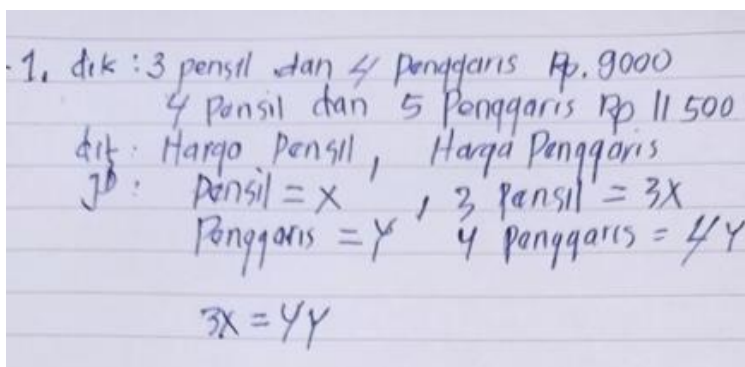 1. dik : 3 pensil dan 4 Penggaris Rp. 9000
4 Pensil dan 5 Penggaris Rp 11 500
dit : Harga Pensil, Harga Penggaris
JB : Pensil = X , 3 Pensil = 3X
Penggaris = Y 4 Penggaris = 4Y
3X = 4Y